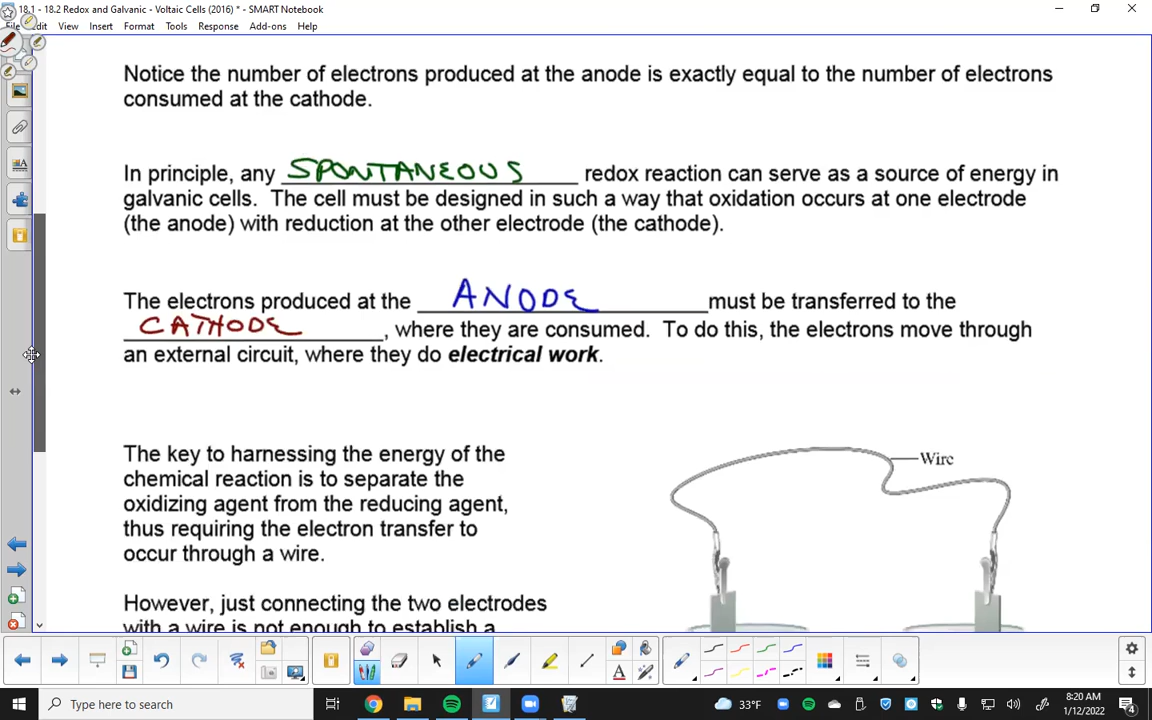 18.1 - 18.2 Redox and Galvanic - Voltaic Cells (2016) * - SMART Notebook
File Edit View Insert Format Tools Response Add-ons Help
Notice the number of electrons produced at the anode is exactly equal to the number of electrons
consumed at the cathode.
In principle, any SPONTANEOUS redox reaction can serve as a source of energy in
galvanic cells. The cell must be designed in such a way that oxidation occurs at one electrode
(the anode) with reduction at the other electrode (the cathode).
The electrons produced at the ANODE must be transferred to the
CATHODE, where they are consumed. To do this, the electrons move through
an external circuit, where they do electrical work.
The key to harnessing the energy of the
chemical reaction is to separate the
oxidizing agent from the reducing agent,
thus requiring the electron transfer to
occur through a wire.
Wire
However, just connecting the two electrodes
with a wire is not enough to establish a
Type here to search
33°F
8:20 AM
1/12/2022
4